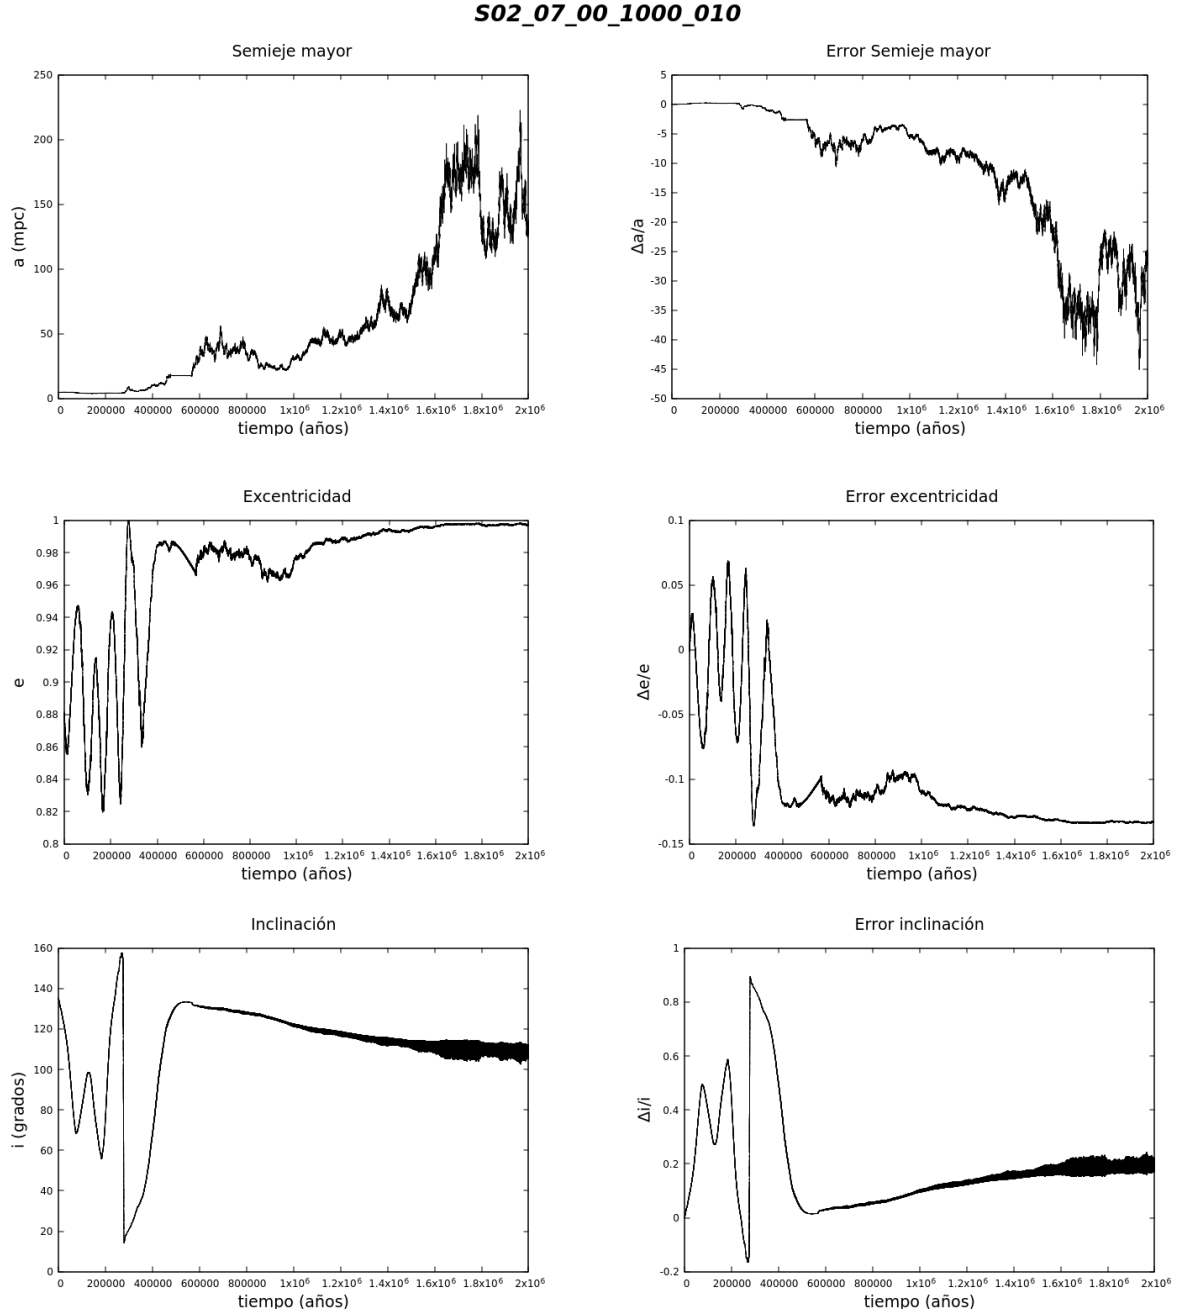 S02_07_00_1000_010
Semieje mayor
Error Semieje mayor
250
200
150
100
50
0
a (mpc)
0 200000 400000 600000 800000 1x10⁶ 1.2x10⁶ 1.4x10⁶ 1.6x10⁶ 1.8x10⁶ 2x10⁶
tiempo (años)
5
0
-5
-10
-15
-20
-25
-30
-35
-40
-45
-50
Δa/a
0 200000 400000 600000 800000 1x10⁶ 1.2x10⁶ 1.4x10⁶ 1.6x10⁶ 1.8x10⁶ 2x10⁶
tiempo (años)
Excentricidad
Error excentricidad
1
0.98
0.96
0.94
0.92
0.9
0.88
0.86
0.84
0.82
0.8
e
0 200000 400000 600000 800000 1x10⁶ 1.2x10⁶ 1.4x10⁶ 1.6x10⁶ 1.8x10⁶ 2x10⁶
tiempo (años)
0.1
0.05
0
-0.05
-0.1
-0.15
Δe/e
0 200000 400000 600000 800000 1x10⁶ 1.2x10⁶ 1.4x10⁶ 1.6x10⁶ 1.8x10⁶ 2x10⁶
tiempo (años)
Inclinación
Error inclinación
160
140
120
100
80
60
40
20
0
i (grados)
0 200000 400000 600000 800000 1x10⁶ 1.2x10⁶ 1.4x10⁶ 1.6x10⁶ 1.8x10⁶ 2x10⁶
tiempo (años)
1
0.8
0.6
0.4
0.2
0
-0.2
Δi/i
0 200000 400000 600000 800000 1x10⁶ 1.2x10⁶ 1.4x10⁶ 1.6x10⁶ 1.8x10⁶ 2x10⁶
tiempo (años)